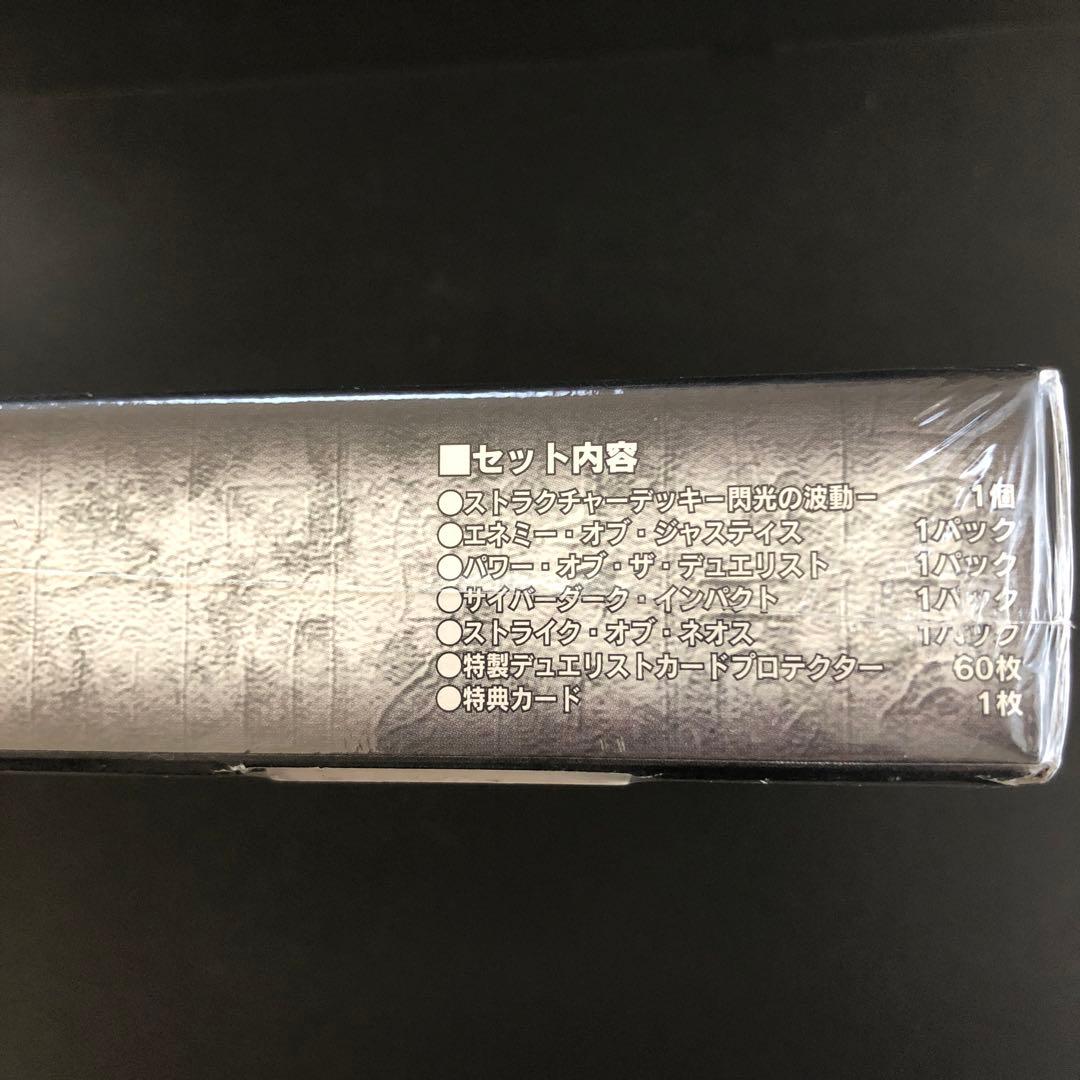 ■セット内容
●ストラクチャーデッキー閃光の波動ー 1個
●エネミー・オブ・ジャスティス 1パック
●パワー・オブ・ザ・デュエリスト 1パック
●サイバーダーク・インパクト 1パック
●ストライク・オブ・ネオス 1パック
●特製デュエリストカードプロテクター 60枚
●特典カード 1枚